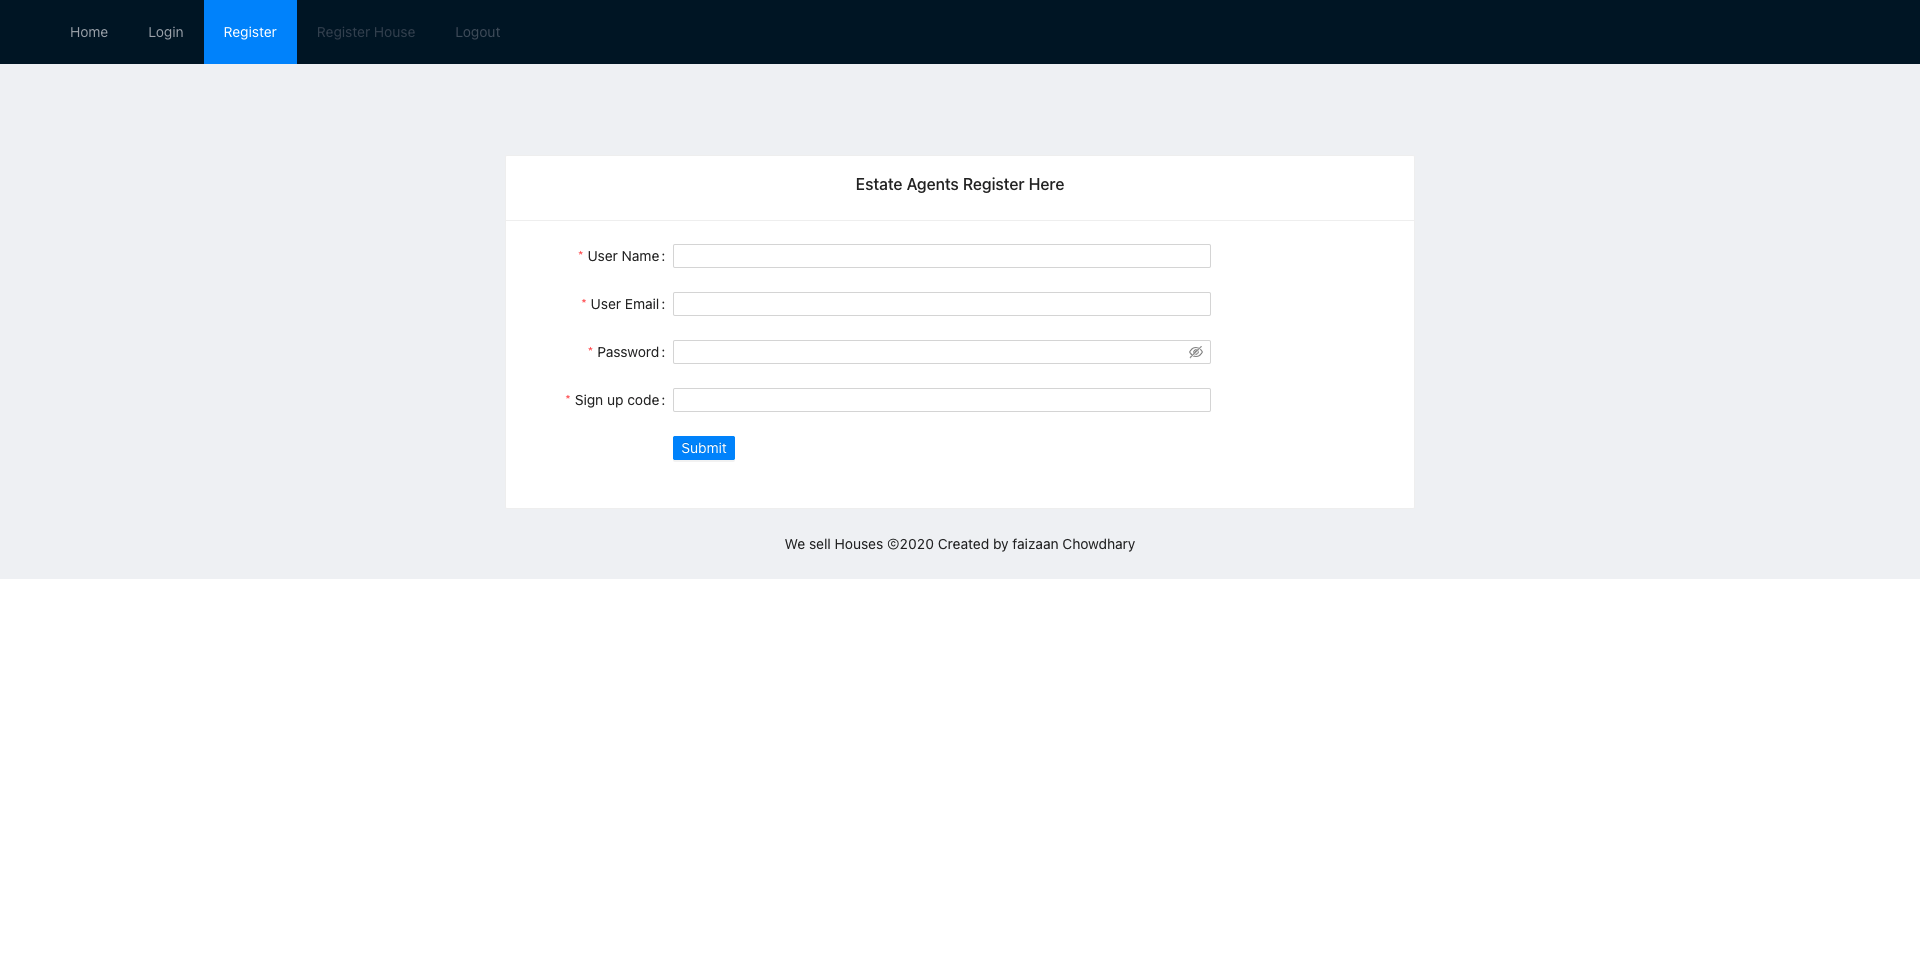 Home Login Register Register House Logout
Estate Agents Register Here
* User Name:
* User Email:
* Password:
* Sign up code:
Submit
We sell Houses ©2020 Created by faizaan Chowdhary